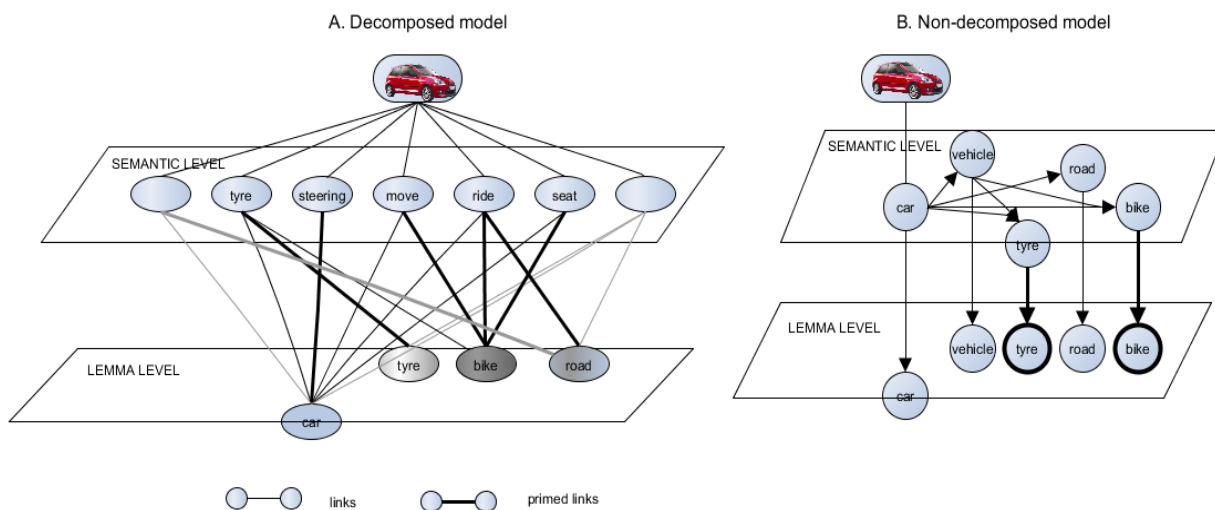 A. Decomposed model
SEMANTIC LEVEL
tyre steering move ride seat
LEMMA LEVEL
tyre bike road
car
links primed links
B. Non-decomposed model
SEMANTIC LEVEL
vehicle
road
car
bike
tyre
LEMMA LEVEL
vehicle tyre road bike
car